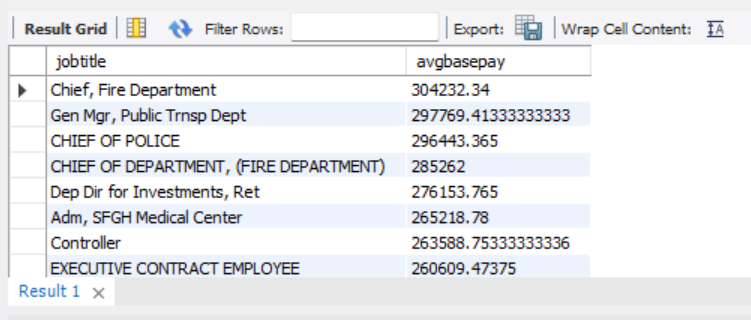 Result Grid Filter Rows: Export: Wrap Cell Content: IA
jobtitle avgbasepay
Chief, Fire Department 304232.34
Gen Mgr, Public Trnsp Dept 297769.41333333333
CHIEF OF POLICE 296443.365
CHIEF OF DEPARTMENT, (FIRE DEPARTMENT) 285262
Dep Dir for Investments, Ret 276153.765
Adm, SFGH Medical Center 265218.78
Controller 263588.75333333336
EXECUTIVE CONTRACT EMPLOYEE 260609.47375
Result 1 ×